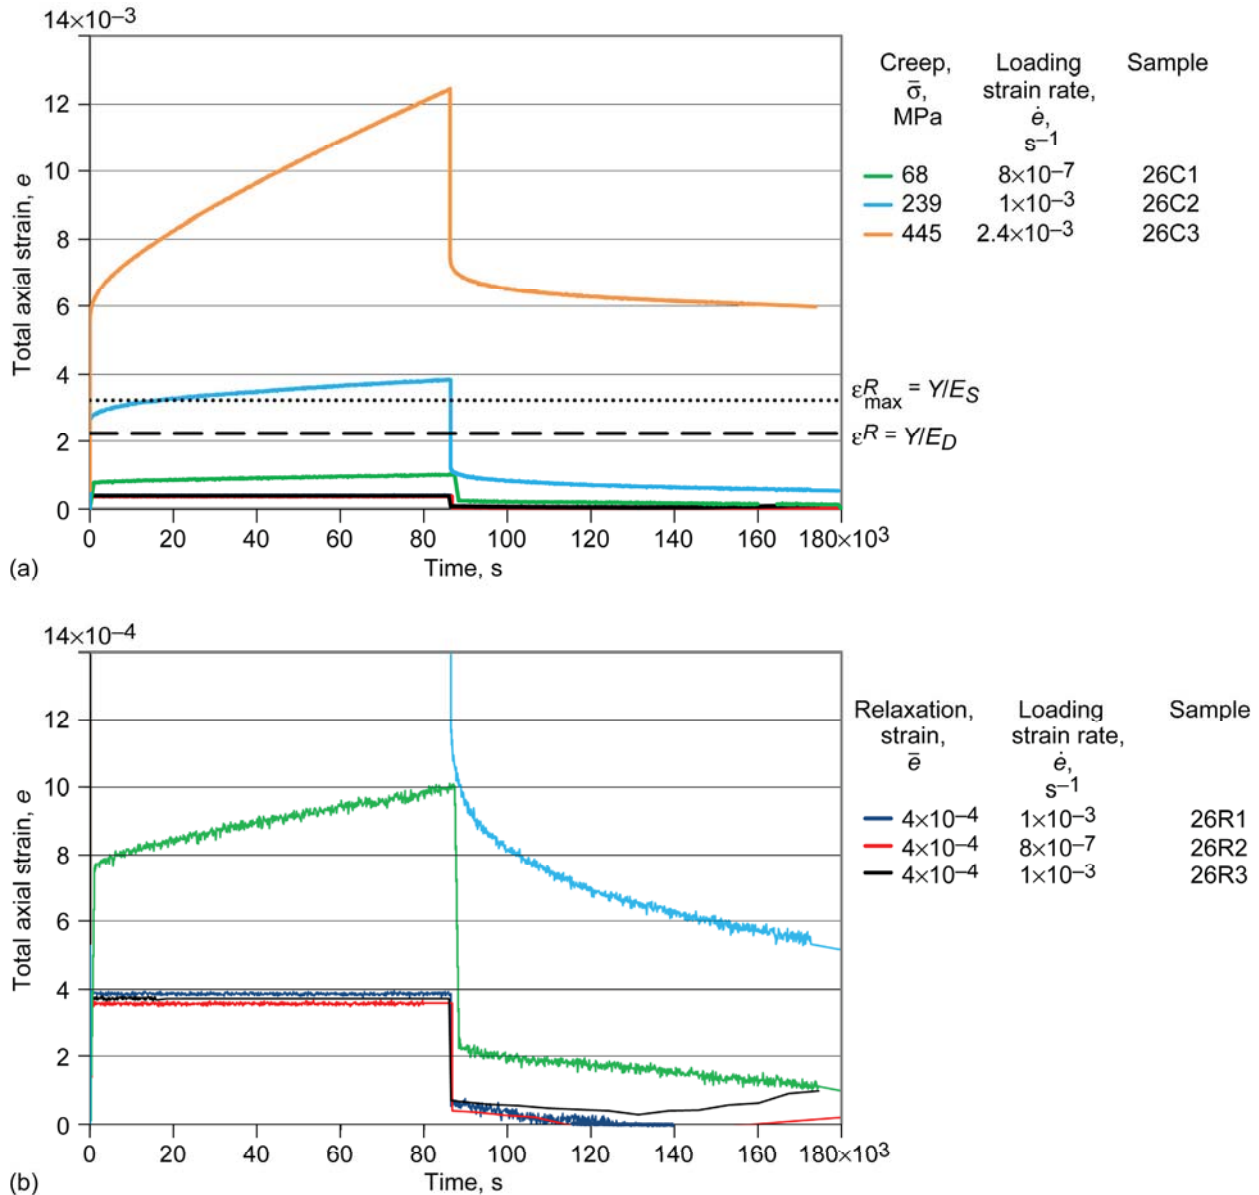 14×10⁻³
12
10
8
6
4
2
0
Total axial strain, e
0 20 40 60 80 100 120 140 160 180×10³
Time, s
(a)
Creep, Loading Sample
σ̄, strain rate,
MPa ė,
s⁻¹
68 8×10⁻⁷ 26C1
239 1×10⁻³ 26C2
445 2.4×10⁻³ 26C3
εᴿmax = Y/E_S
εᴿ = Y/E_D
14×10⁻⁴
12
10
8
6
4
2
0
Total axial strain, e
0 20 40 60 80 100 120 140 160 180×10³
Time, s
(b)
Relaxation, Loading Sample
strain, strain rate,
ē ė,
s⁻¹
4×10⁻⁴ 1×10⁻³ 26R1
4×10⁻⁴ 8×10⁻⁷ 26R2
4×10⁻⁴ 1×10⁻³ 26R3